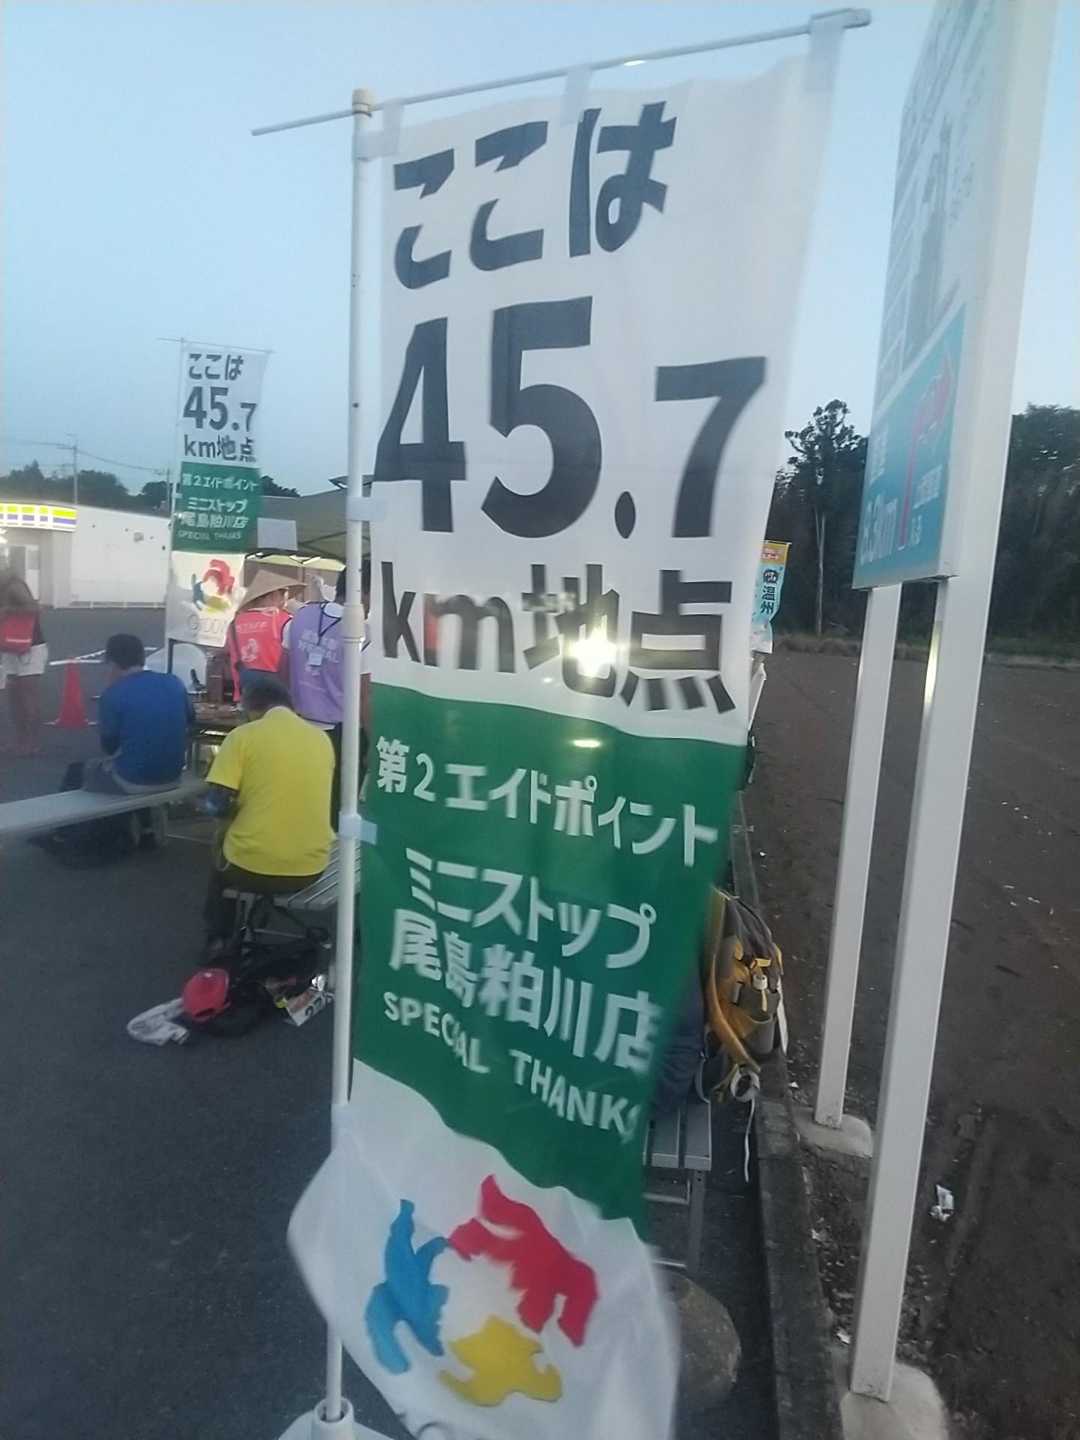 ここは
45.7
km地点
第2エイドポイント
ミニストップ
尾島粕川店
SPECIAL THANKS
ここは
45.7
km地点
第2エイドポイント
ミニストップ
尾島粕川店
SPECIAL THANKS
温州